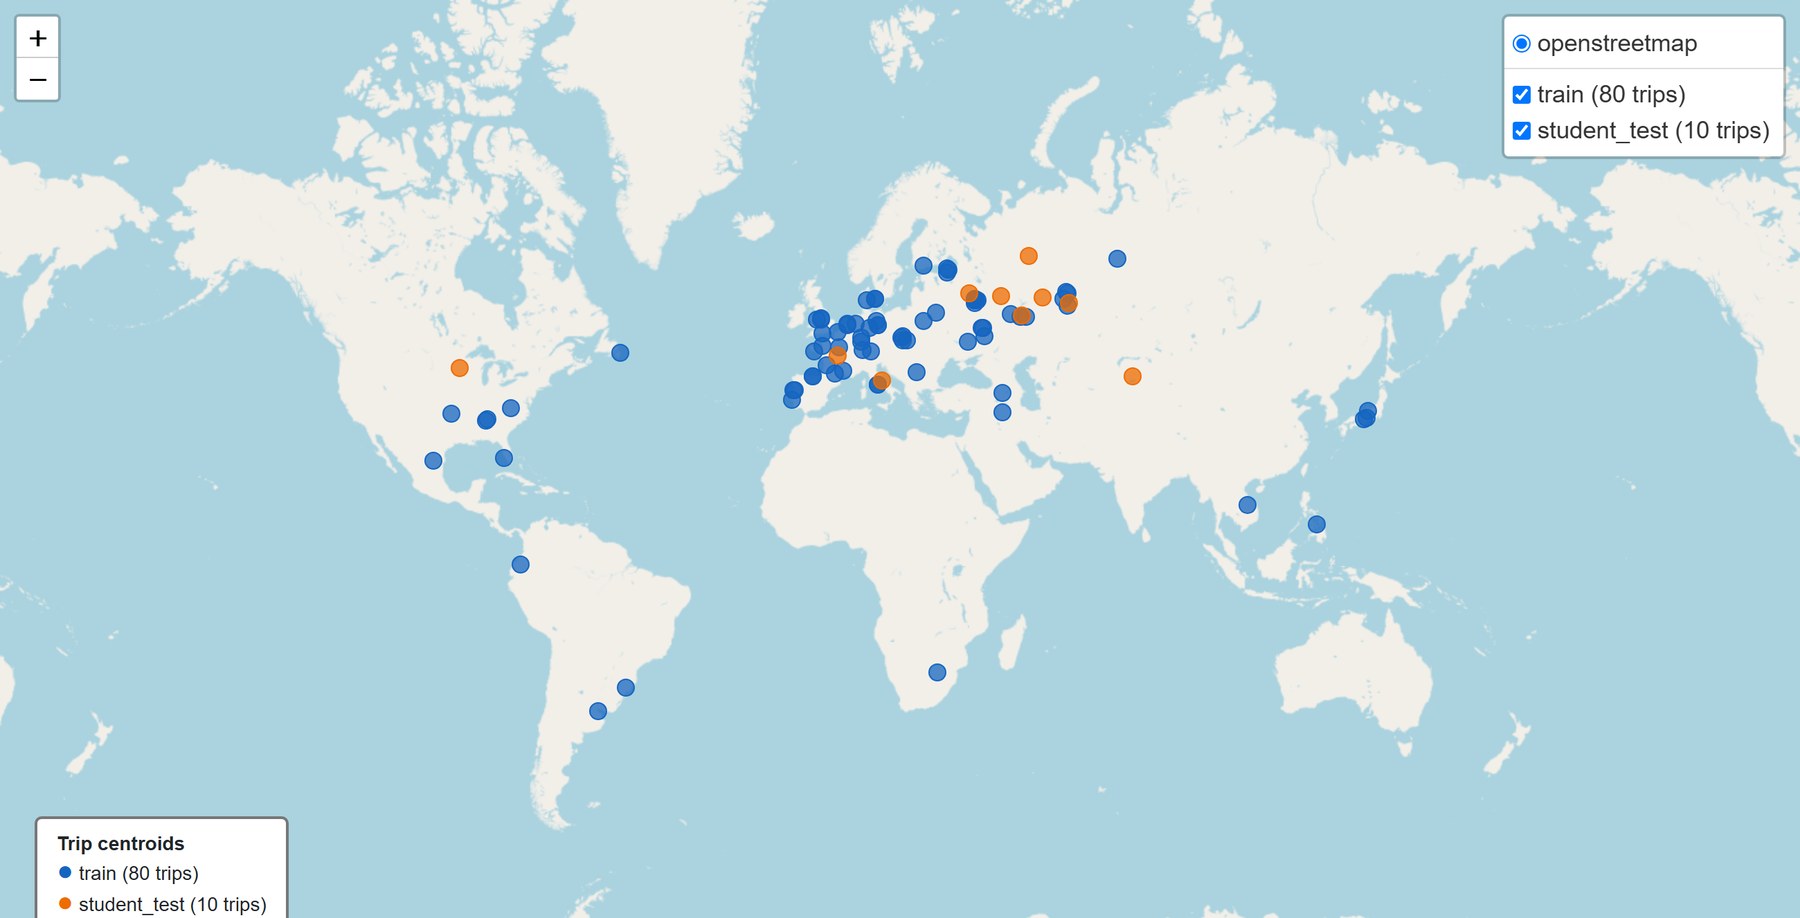 +
−
openstreetmap
train (80 trips)
student_test (10 trips)
Trip centroids
train (80 trips)
student_test (10 trips)